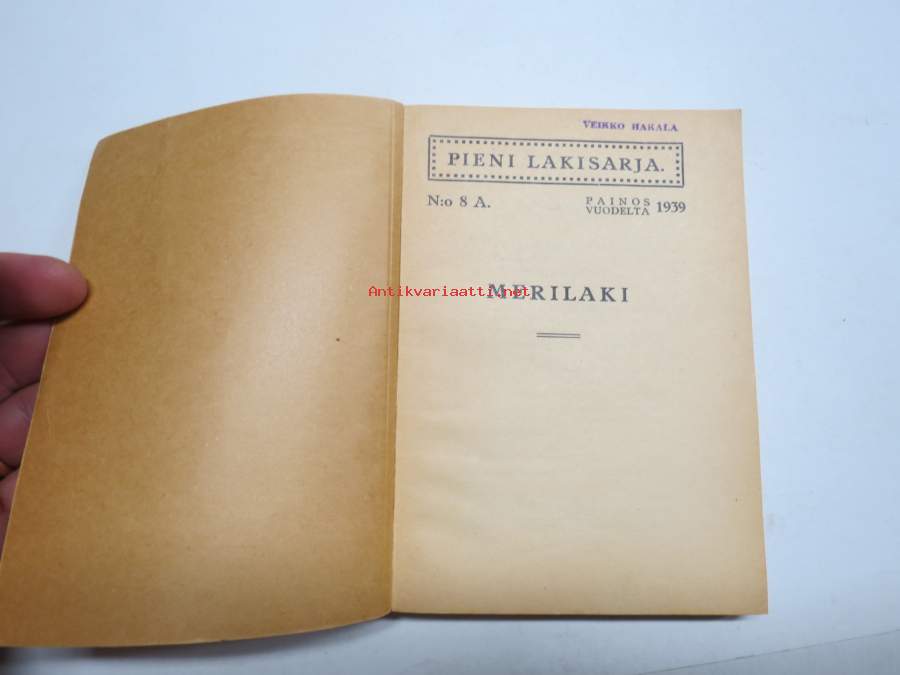 VEIKKO HAKALA
PIENI LAKISARJA.
N:o 8 A.
PAINOS
VUODELTA 1939
Antikvariaatti.net
MERILAKI